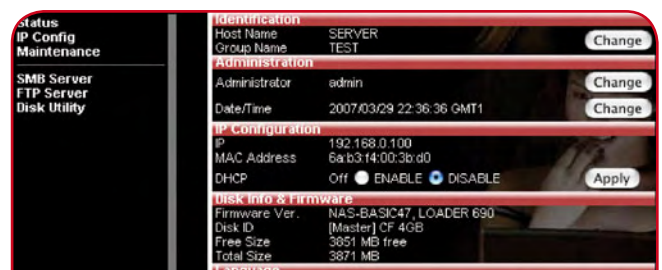 Status
IP Config
Maintenance
SMB Server
FTP Server
Disk Utility
Identification
Host Name SERVER
Group Name TEST
Change
Administration
Administrator admin
Change
Date/Time 2007/03/29 22:36:36 GMT1
Change
IP Configuration
IP 192.168.0.100
MAC Address 6a:b3:f4:00:3b:d0
DHCP Off ENABLE DISABLE
Apply
Disk Info & Firmware
Firmware Ver. NAS-BASIC47, LOADER 690
Disk ID [Master] CF 4GB
Free Size 3851 MB free
Total Size 3871 MB
Language